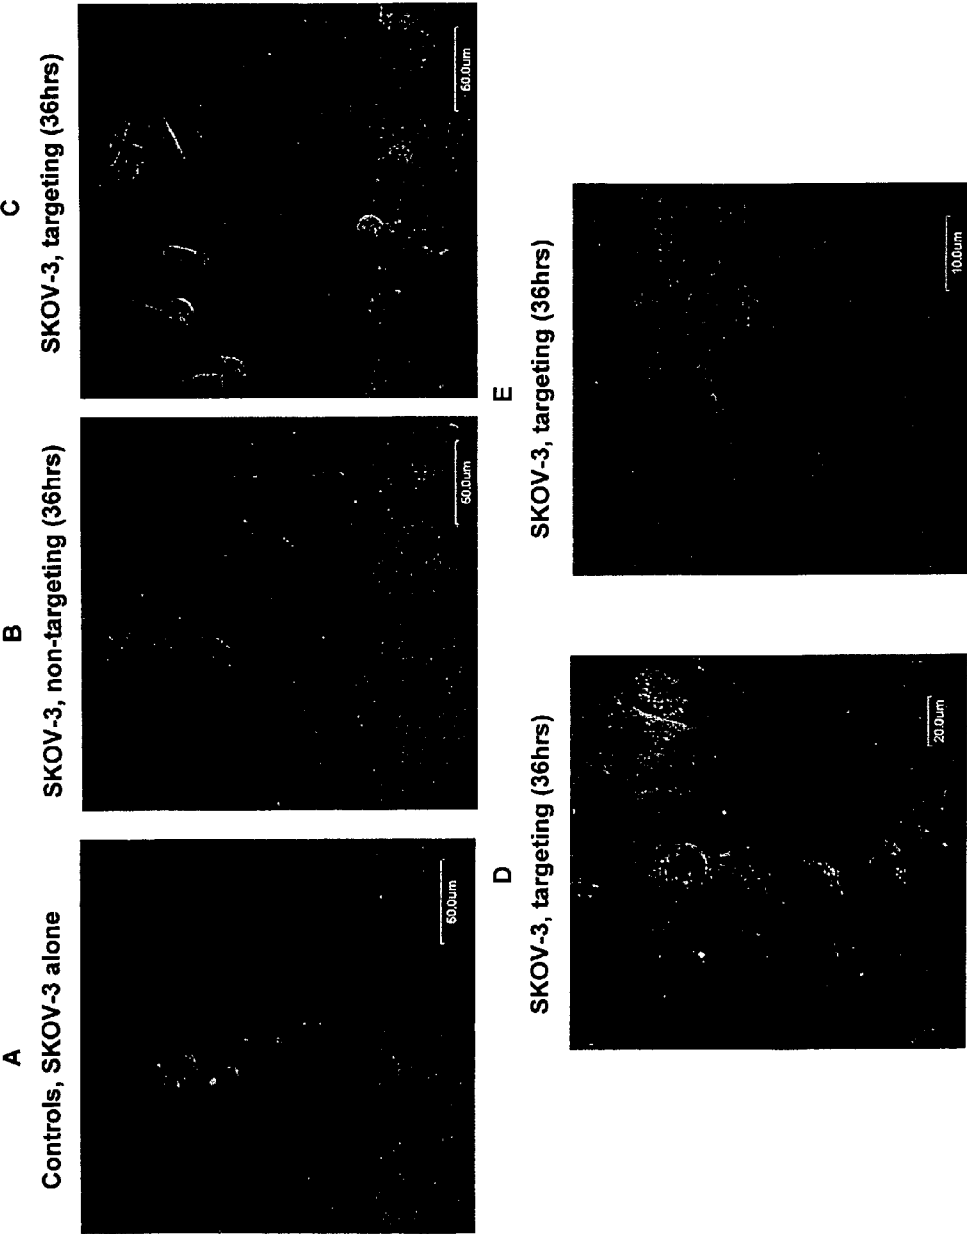 A
Controls, SKOV-3 alone
60.0um
B
SKOV-3, non-targeting (36hrs)
60.0um
C
SKOV-3, targeting (36hrs)
60.0um
D
SKOV-3, targeting (36hrs)
20.0um
E
SKOV-3, targeting (36hrs)
10.0um